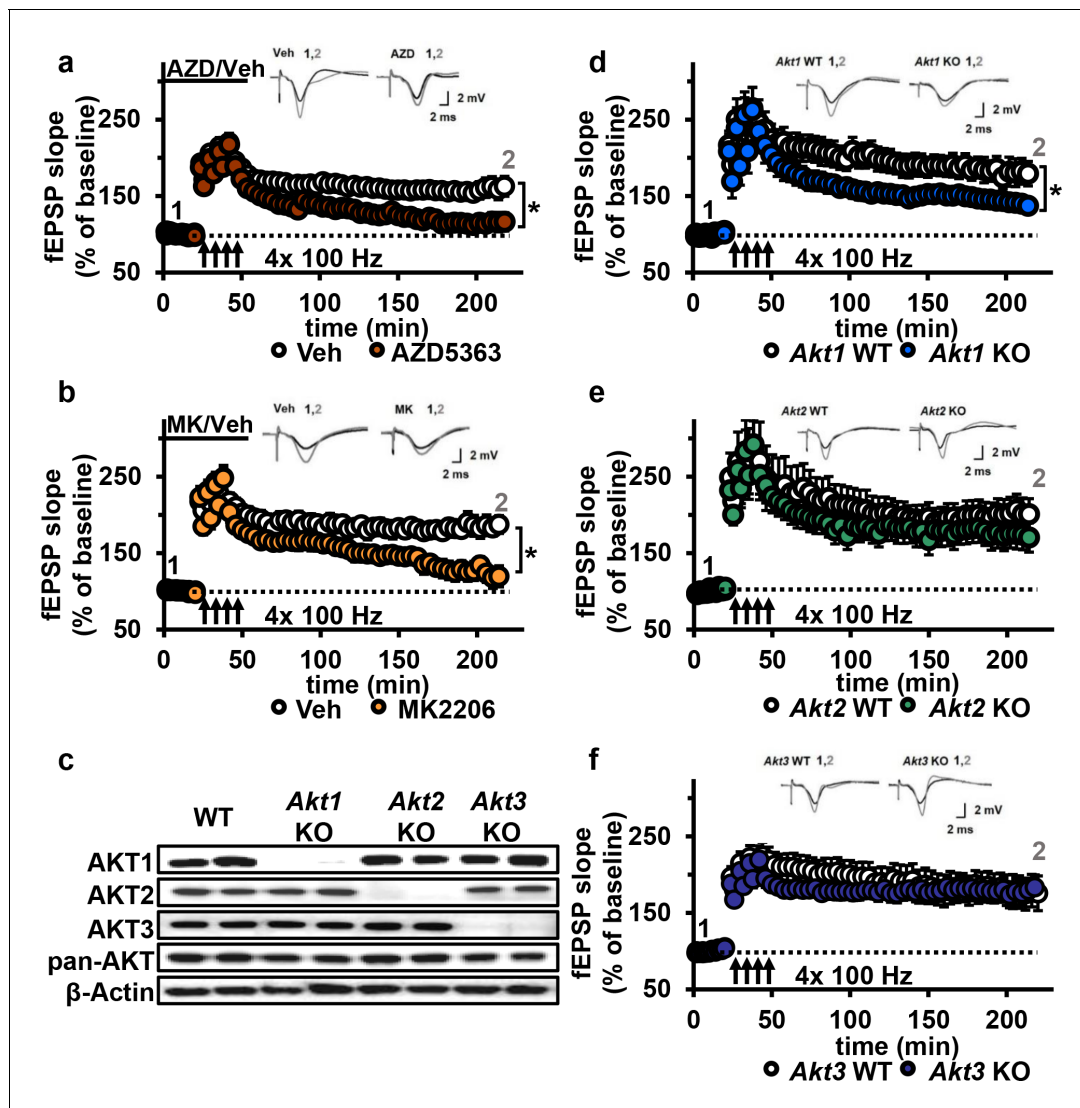 a
AZD/Veh
Veh 1,2
AZD 1,2
2 mV
2 ms
fEPSP slope
(% of baseline)
250
150
50
1
2
*
4x 100 Hz
0 50 100 150 200
time (min)
Veh AZD5363
b
MK/Veh
Veh 1,2
MK 1,2
2 mV
2 ms
fEPSP slope
(% of baseline)
250
150
50
1
2
*
4x 100 Hz
0 50 100 150 200
time (min)
Veh MK2206
c
WT
Akt1
KO
Akt2
KO
Akt3
KO
AKT1
AKT2
AKT3
pan-AKT
β-Actin
d
Akt1 WT 1,2
Akt1 KO 1,2
2 mV
2 ms
fEPSP slope
(% of baseline)
250
150
50
1
2
*
4x 100 Hz
0 50 100 150 200
time (min)
Akt1 WT Akt1 KO
e
Akt2 WT
Akt2 KO
2 mV
2 ms
fEPSP slope
(% of baseline)
250
150
50
1
2
4x 100 Hz
0 50 100 150 200
time (min)
Akt2 WT Akt2 KO
f
Akt3 WT 1,2
Akt3 KO 1,2
2 mV
2 ms
fEPSP slope
(% of baseline)
250
150
50
1
2
4x 100 Hz
0 50 100 150 200
time (min)
Akt3 WT Akt3 KO